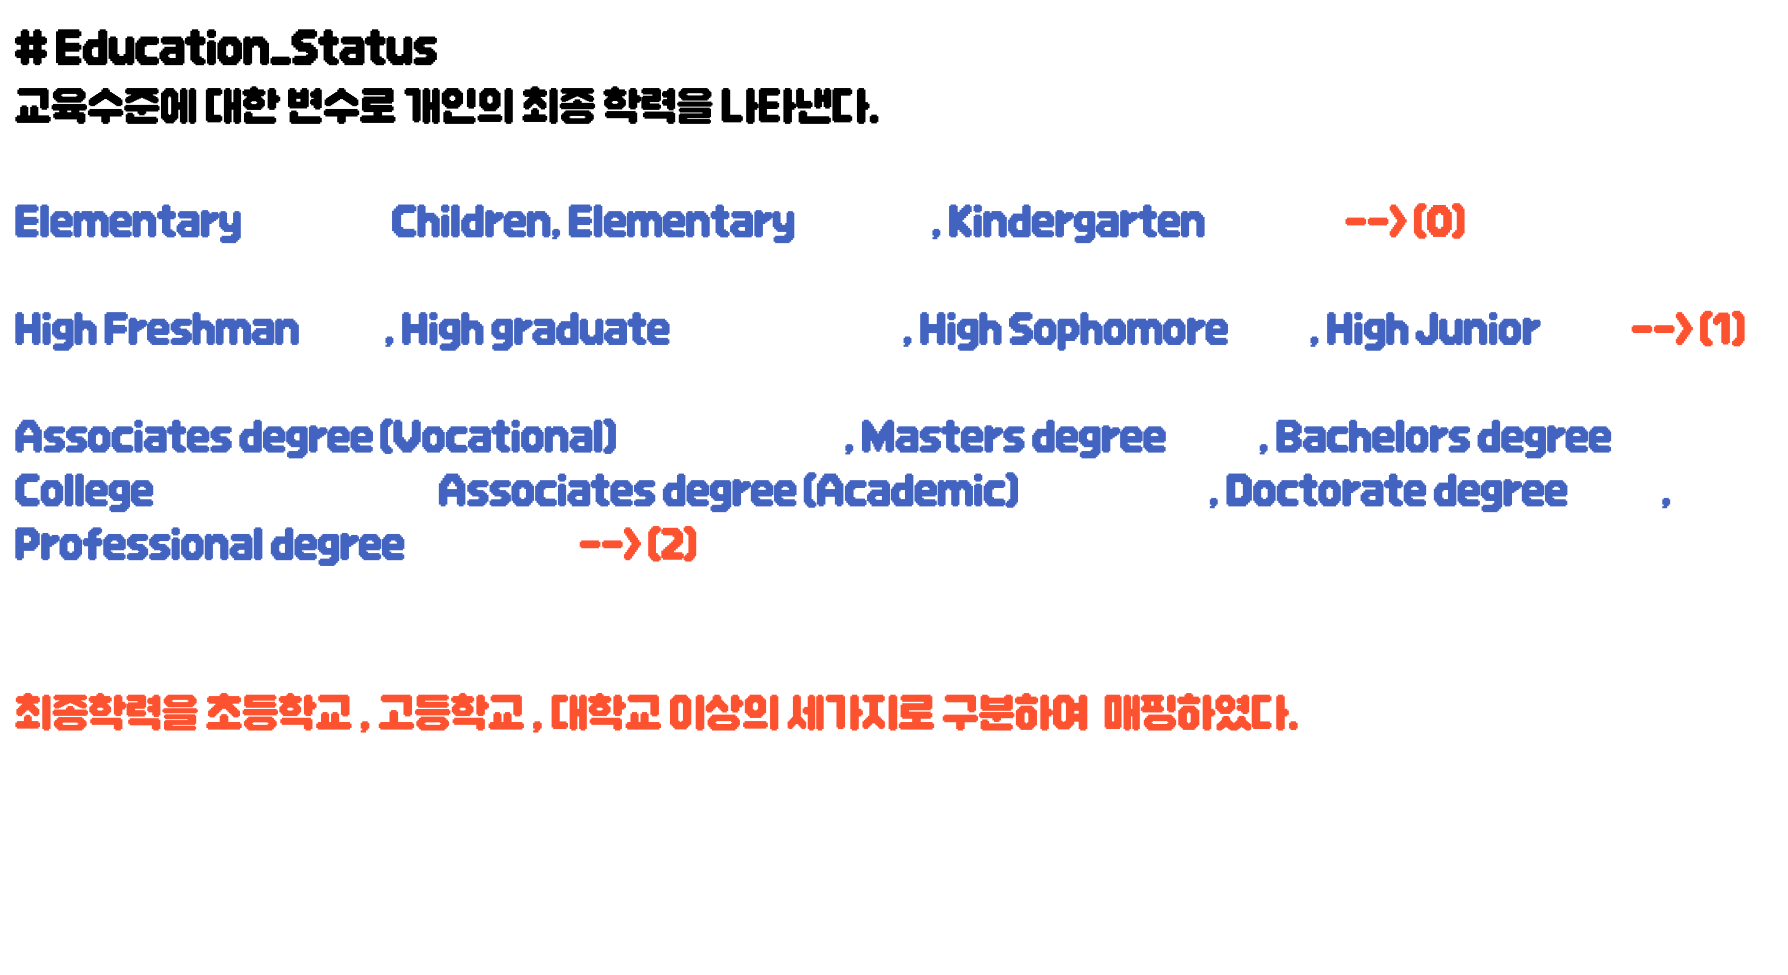 # Education_Status
교육수준에 대한 변수로 개인의 최종 학력을 나타낸다.
Elementary Children, Elementary , Kindergarten --> (0)
High Freshman , High graduate , High Sophomore , High Junior --> (1)
Associates degree (Vocational) , Masters degree , Bachelors degree
College Associates degree (Academic) , Doctorate degree ,
Professional degree --> (2)
최종학력을 초등학교 , 고등학교 , 대학교 이상의 세가지로 구분하여 매핑하였다.